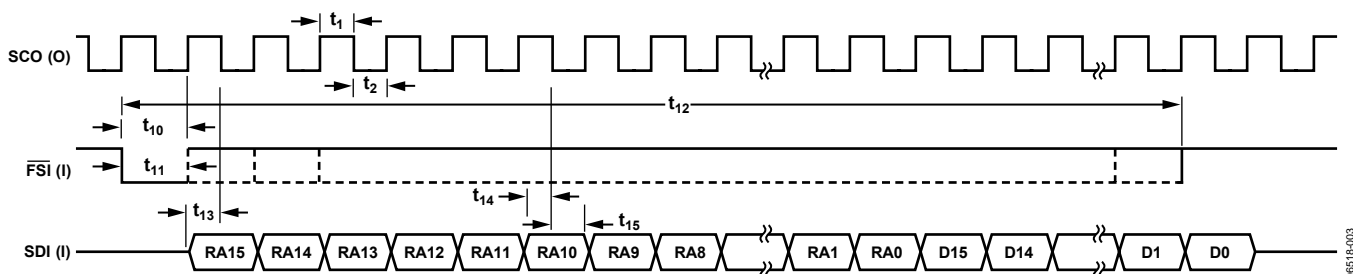 t1
SCO (O)
t2
t12
t10
FSI (I)
t11
t14
t13
t15
SDI (I) RA15 RA14 RA13 RA12 RA11 RA10 RA9 RA8 RA1 RA0 D15 D14 D1 D0
06518-003